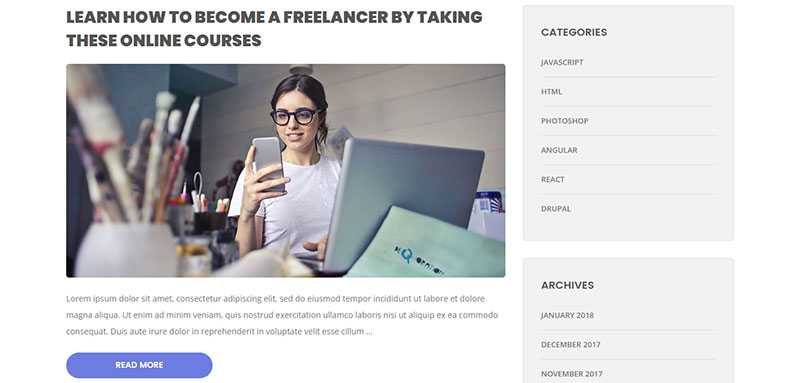 LEARN HOW TO BECOME A FREELANCER BY TAKING
THESE ONLINE COURSES
Lorem ipsum dolor sit amet, consectetur adipiscing elit, sed do eiusmod tempor incididunt ut labore et dolore
magna aliqua. Ut enim ad minim veniam, quis nostrud exercitation ullamco laboris nisi ut aliquip ex ea commodo
consequat. Duis aute irure dolor in reprehenderit in voluptate velit esse cillum ...
READ MORE
CATEGORIES
JAVASCRIPT
HTML
PHOTOSHOP
ANGULAR
REACT
DRUPAL
ARCHIVES
JANUARY 2018
DECEMBER 2017
NOVEMBER 2017